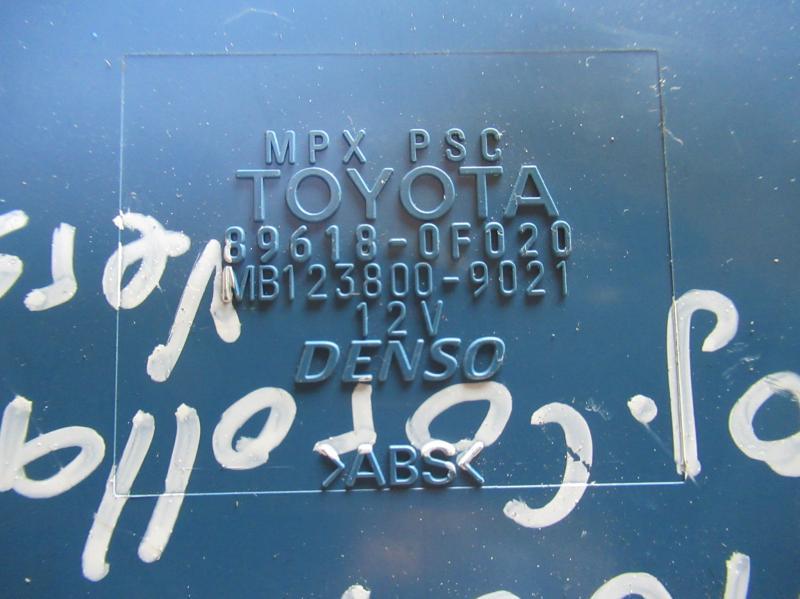 MPX PSC
TOYOTA
89618-0F020
MB123800-9021
12V
DENSO
>ABS<